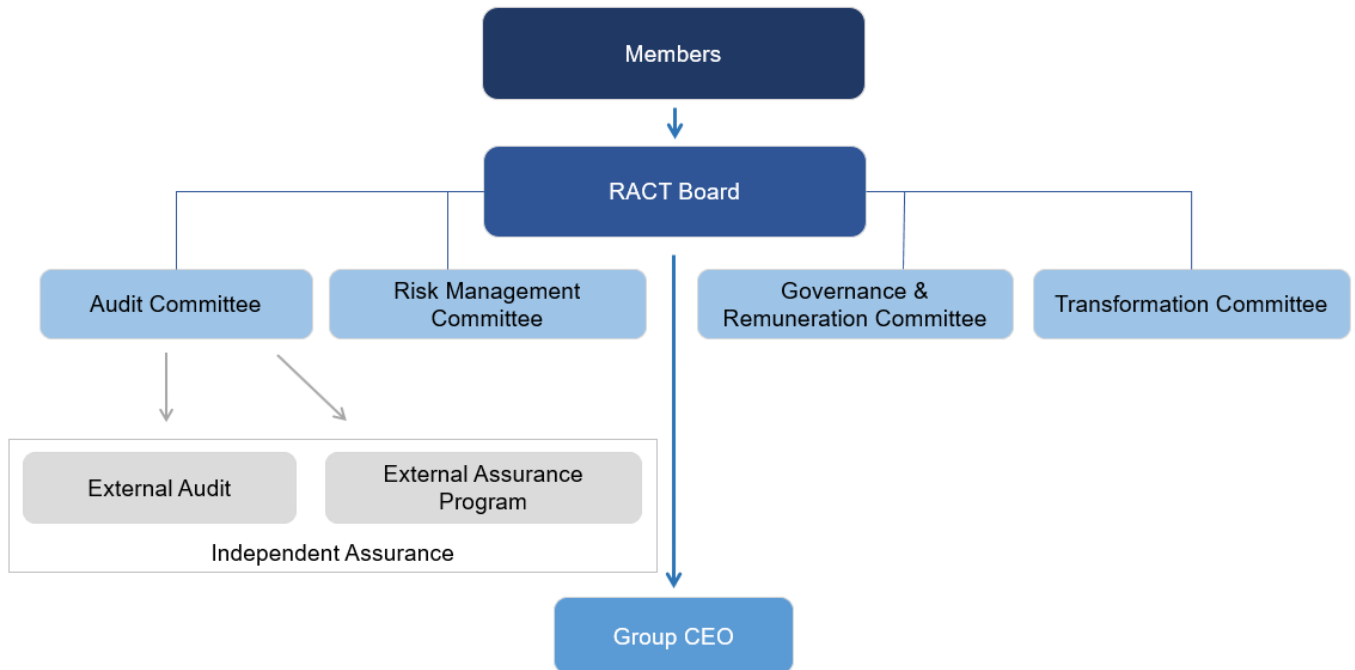 Members
RACT Board
Audit Committee
Risk Management
Committee
Governance &
Remuneration Committee
Transformation Committee
External Audit
External Assurance
Program
Independent Assurance
Group CEO